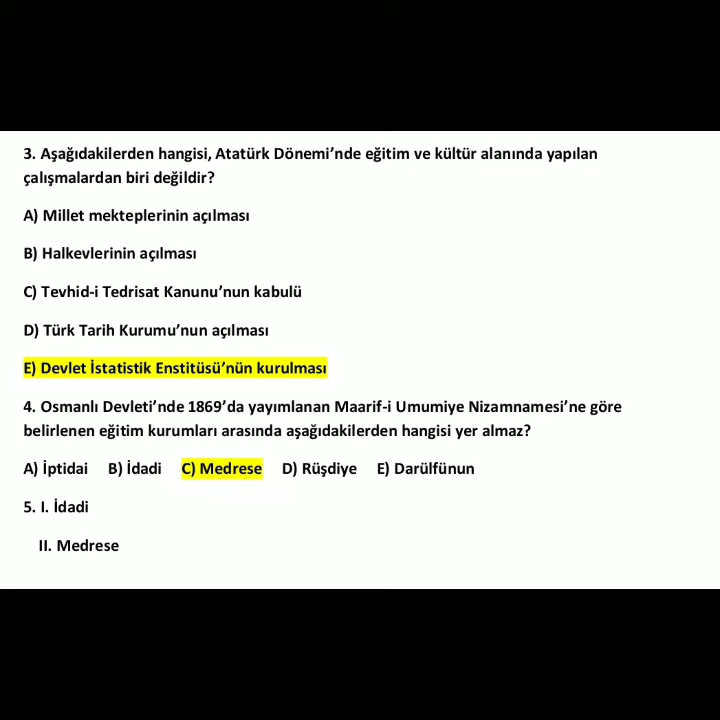 3. Aşağıdakilerden hangisi, Atatürk Dönemi’nde eğitim ve kültür alanında yapılan
çalışmalardan biri değildir?
A) Millet mekteplerinin açılması
B) Halkevlerinin açılması
C) Tevhid-i Tedrisat Kanunu’nun kabulü
D) Türk Tarih Kurumu’nun açılması
E) Devlet İstatistik Enstitüsü’nün kurulması
4. Osmanlı Devleti’nde 1869’da yayımlanan Maarif-i Umumiye Nizamnamesi’ne göre
belirlenen eğitim kurumları arasında aşağıdakilerden hangisi yer almaz?
A) İptidai B) İdadi C) Medrese D) Rüşdiye E) Darülfünun
5. I. İdadi
II. Medrese